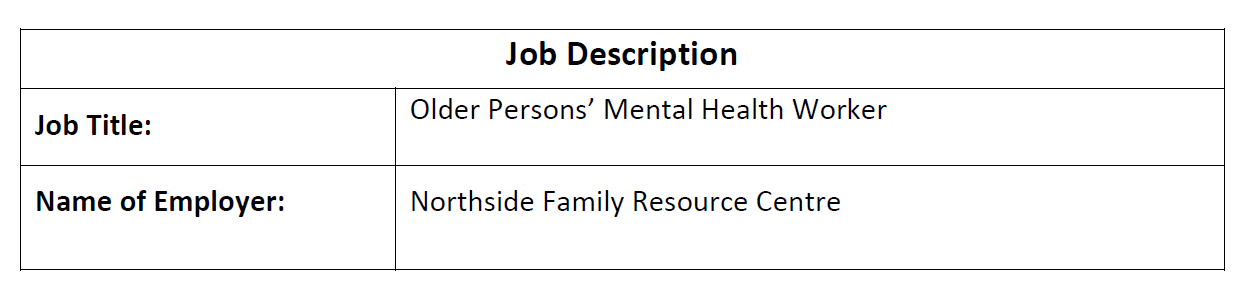 Job Description
Job Title:
Older Persons’ Mental Health Worker
Name of Employer:
Northside Family Resource Centre